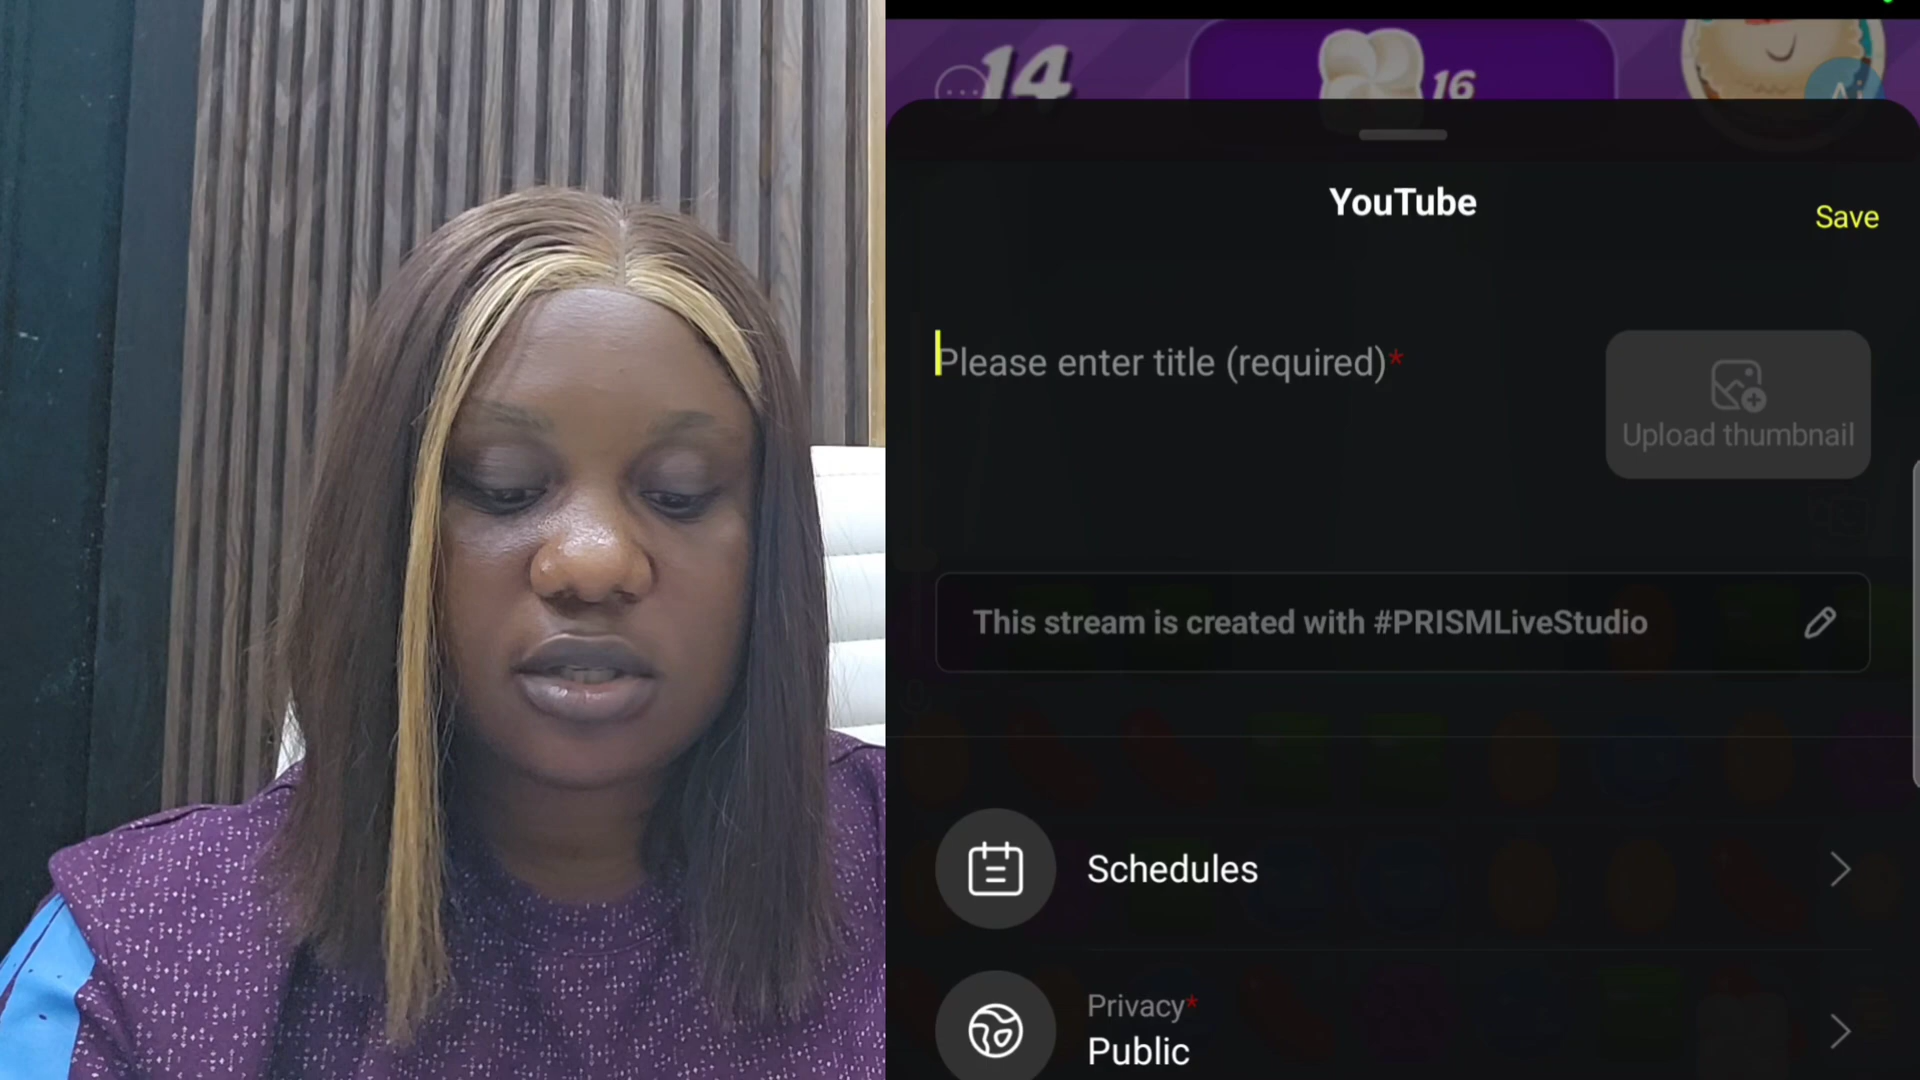 14
16
Ai
YouTube
Save
Please enter title (required)*
Upload thumbnail
This stream is created with #PRISMLiveStudio
Schedules
Privacy*
Public